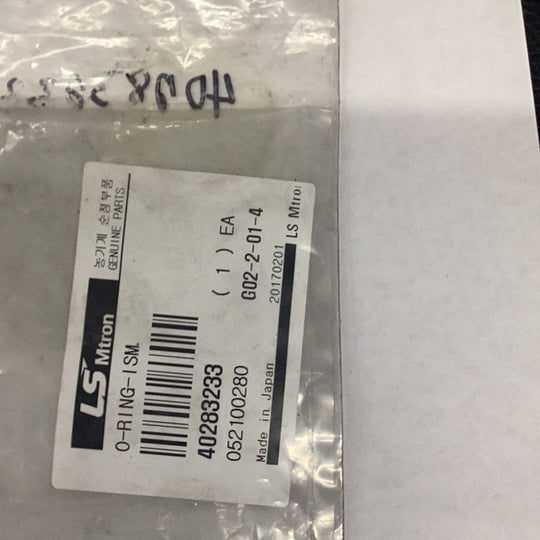 LS Mtron
농기계 순정부품
GENUINE PARTS
O-RING-ISM.
( 1 ) EA
40283233
G02-2-01-4
052100280
20170201
Made in Japan
LS Mtro